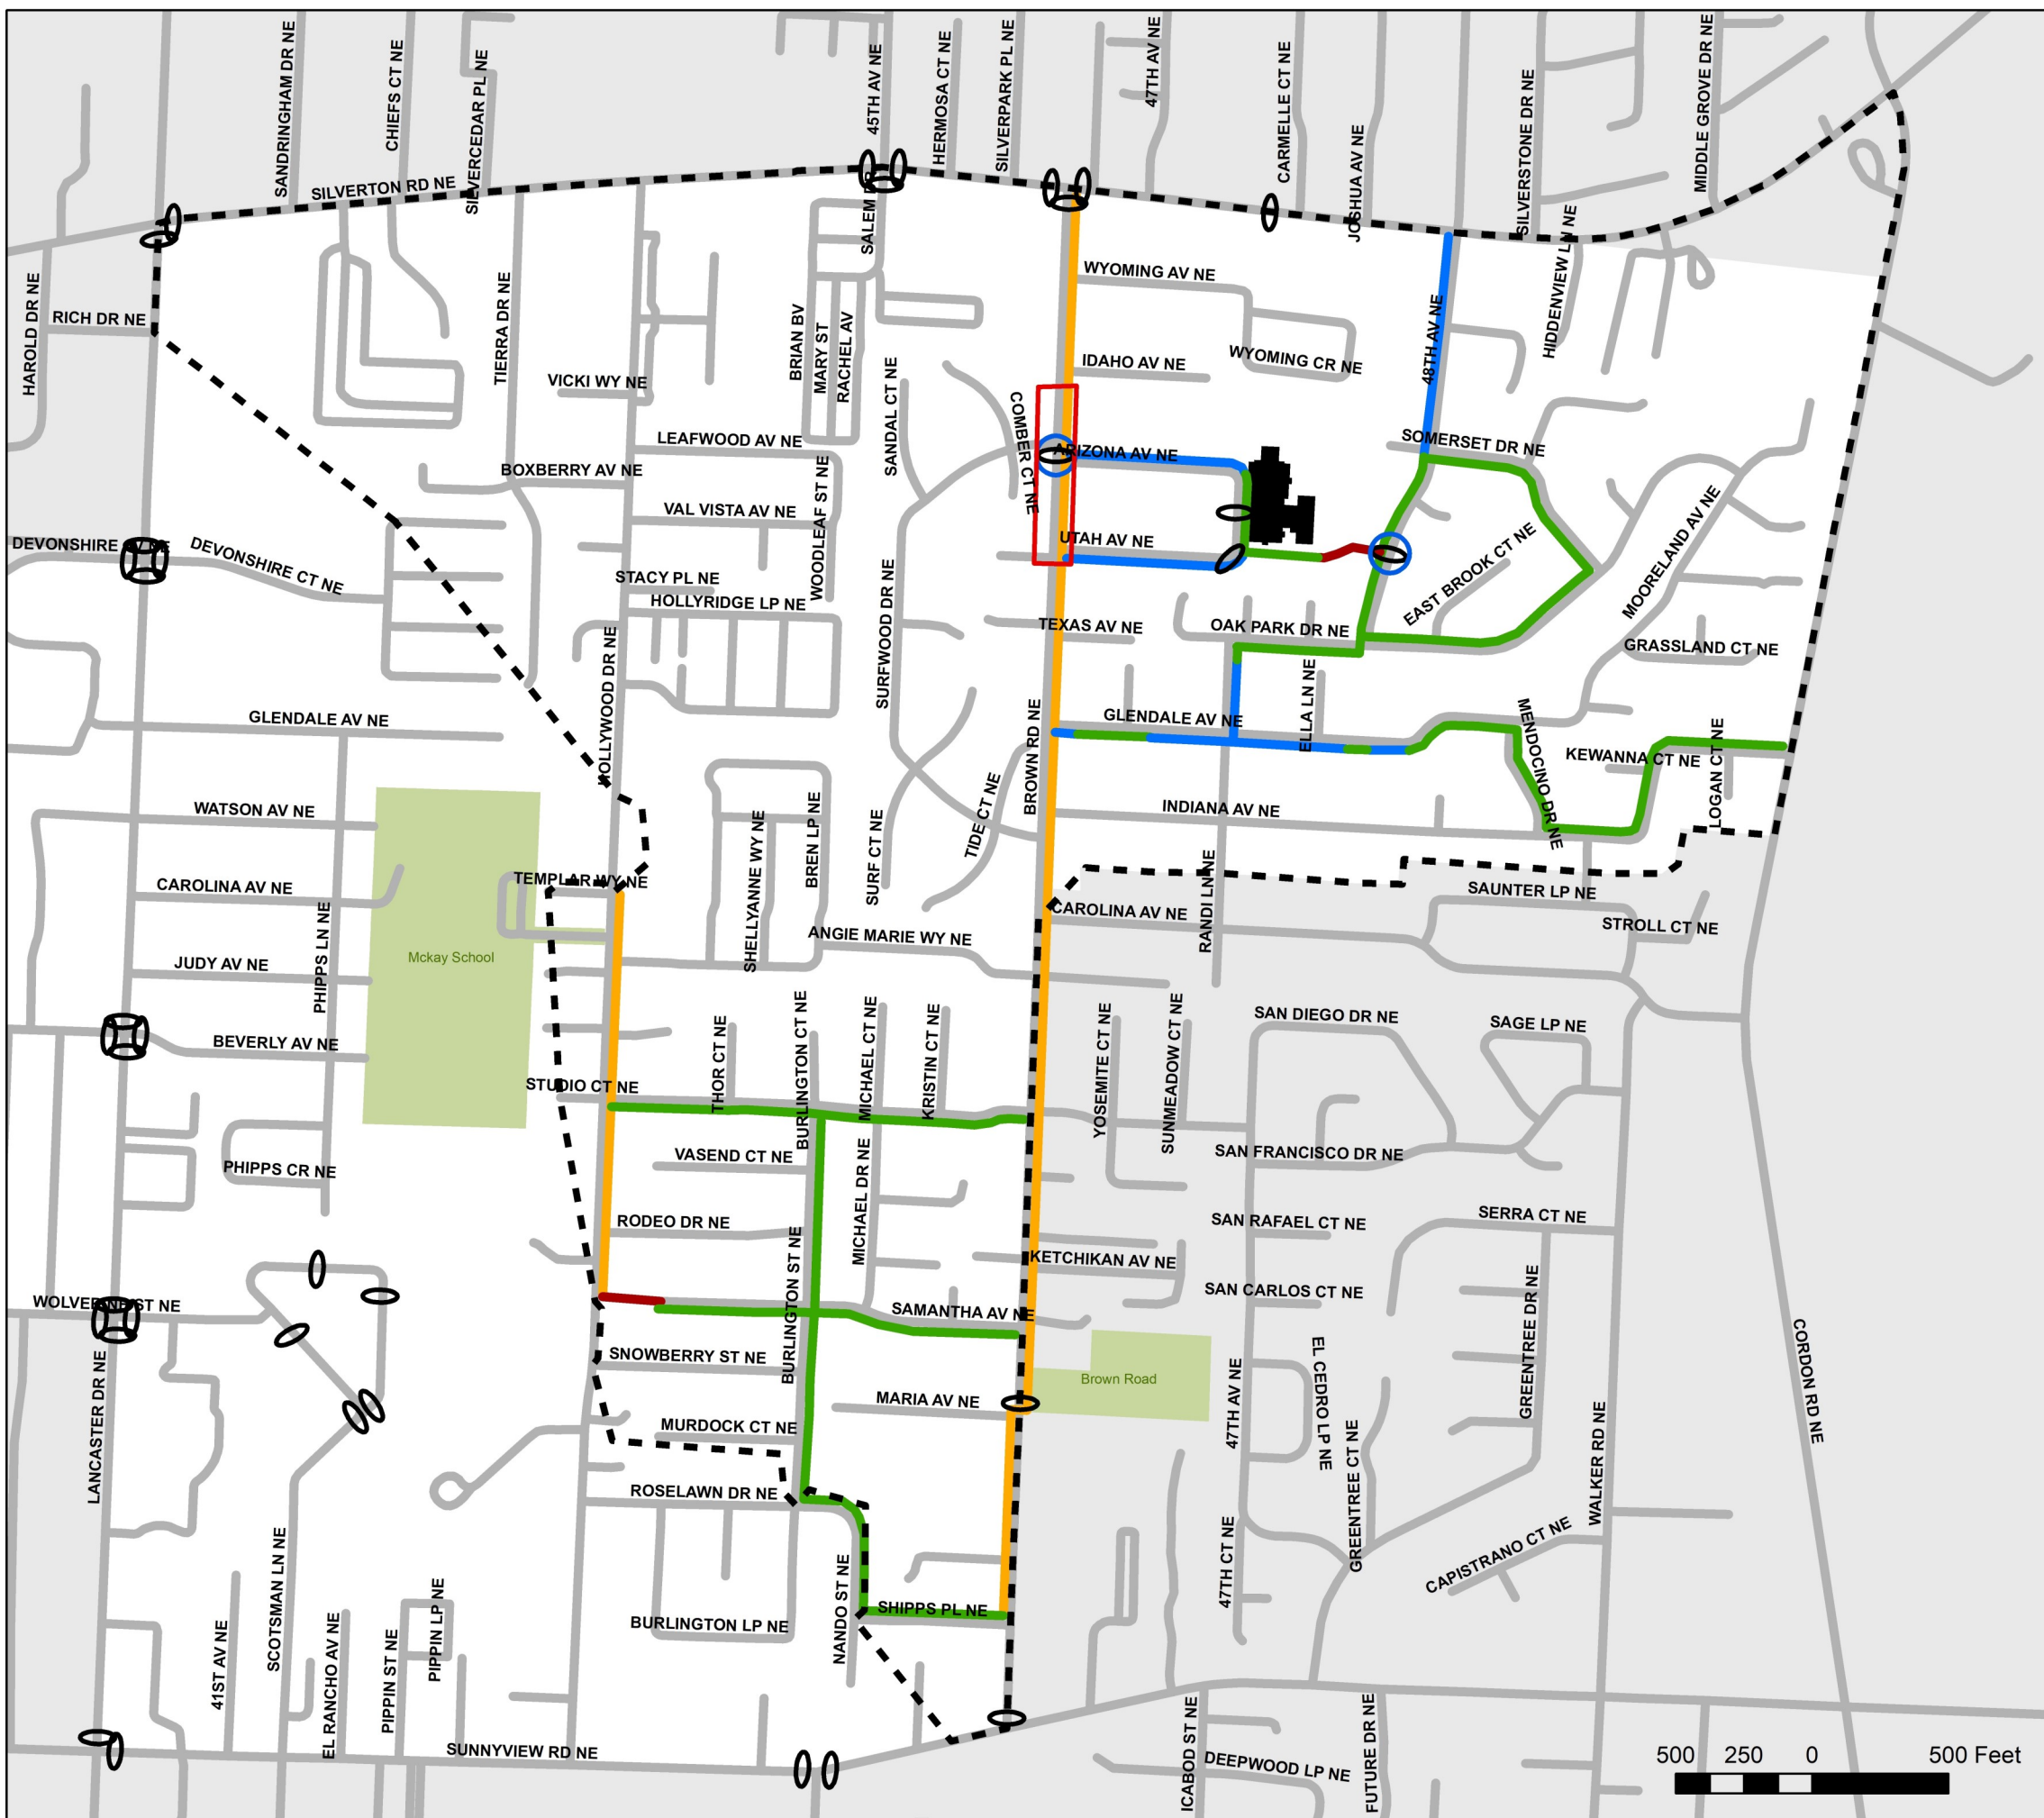 SANDRINGHAM DR NE
CHIEFS CT NE
SILVERCEDAR PL NE
45TH AV NE
HERMOSA CT NE
SILVERPARK PL NE
47TH AV NE
CARMELLE CT NE
JOSHUA AV NE
SILVERSTONE DR NE
MIDDLE GROVE DR NE
SILVERTON RD NE
SALEM DR
HIDDENVIEW LN NE
HAROLD DR NE
RICH DR NE
TIERRA DR NE
VICKI WY NE
BRIAN BV
MARY ST
RACHEL AV
SANDAL CT NE
COMBER CT NE
WYOMING AV NE
IDAHO AV NE
WYOMING CR NE
48TH AV NE
LEAFWOOD AV NE
BOXBERRY AV NE
VAL VISTA AV NE
WOODLEAF ST NE
ARIZONA AV NE
SOMERSET DR NE
UTAH AV NE
EAST BROOK CT NE
MOORELAND AV NE
DEVONSHIRE AV NE
DEVONSHIRE CT NE
STACY PL NE
HOLLYRIDGE LP NE
SURFWOOD DR NE
TEXAS AV NE
OAK PARK DR NE
GRASSLAND CT NE
HOLLYWOOD DR NE
ELLA LN NE
GLENDALE AV NE
GLENDALE AV NE
BROWN RD NE
MENDOCINO DR NE
KEWANNA CT NE
LOGAN CT NE
WATSON AV NE
SHELLYANNE WY NE
BREN LP NE
SURF CT NE
TIDE CT NE
INDIANA AV NE
RANDI LN NE
TEMPLAR WY NE
CAROLINA AV NE
CAROLINA AV NE
SAUNTER LP NE
STROLL CT NE
PHIPPS LN NE
Mckay School
ANGIE MARIE WY NE
JUDY AV NE
BEVERLY AV NE
THOR CT NE
BURLINGTON CT NE
MICHAEL CT NE
KRISTIN CT NE
YOSEMITE CT NE
SUNMEADOW CT NE
SAN DIEGO DR NE
SAGE LP NE
STUDIO CT NE
VASEND CT NE
MICHAEL DR NE
SAN FRANCISCO DR NE
PHIPPS CR NE
RODEO DR NE
BURLINGTON ST NE
SAN RAFAEL CT NE
SERRA CT NE
KETCHIKAN AV NE
SAN CARLOS CT NE
WOLVERINE ST NE
SAMANTHA AV NE
GREENTREE DR NE
CORDON RD NE
LANCASTER DR NE
SNOWBERRY ST NE
Brown Road
47TH AV NE
EL CEDRO LP NE
MARIA AV NE
MURDOCK CT NE
GREENTREE CT NE
WALKER RD NE
ROSELAWN DR NE
SCOTSMAN LN NE
NANDO ST NE
47TH CT NE
CAPISTRANO CT NE
SHIPPS PL NE
BURLINGTON LP NE
41ST AV NE
EL RANCHO AV NE
PIPPIN ST NE
PIPPIN LP NE
SUNNYVIEW RD NE
ICABOD ST NE
FUTURE DR NE
DEEPWOOD LP NE
500 250 0 500 Feet